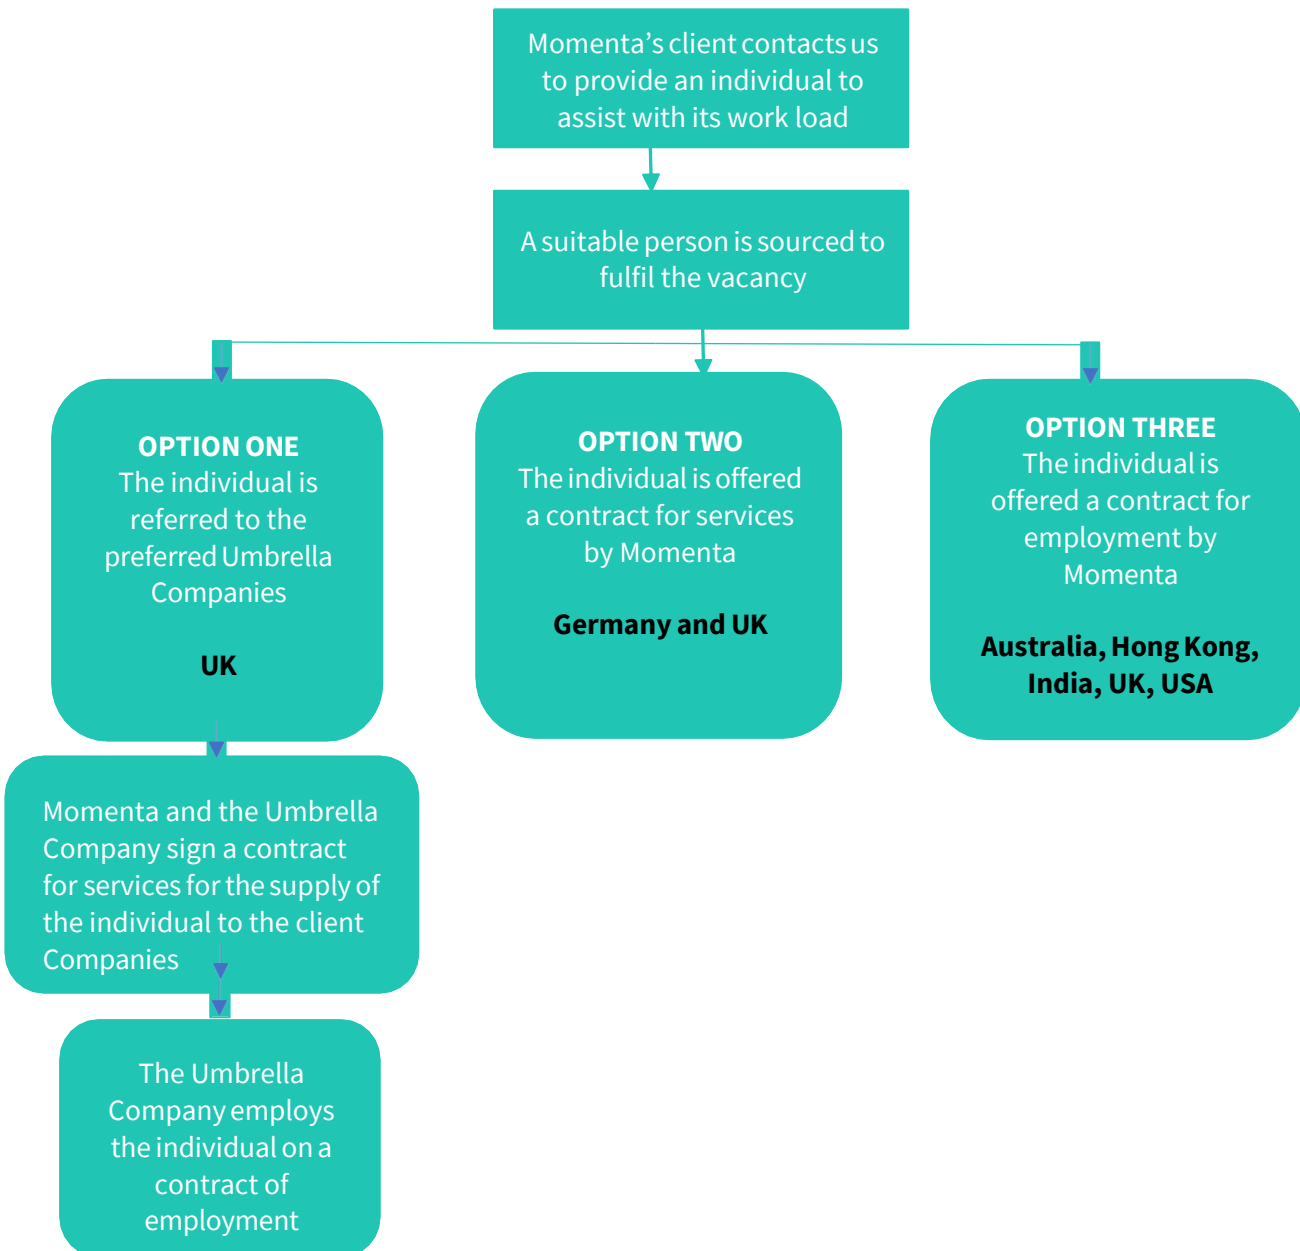 Momenta’s client contacts us
to provide an individual to
assist with its work load
A suitable person is sourced to
fulfil the vacancy
OPTION ONE
The individual is
referred to the
preferred Umbrella
Companies
UK
OPTION TWO
The individual is offered
a contract for services
by Momenta
Germany and UK
OPTION THREE
The individual is
offered a contract for
employment by
Momenta
Australia, Hong Kong,
India, UK, USA
Momenta and the Umbrella
Company sign a contract
for services for the supply of
the individual to the client
Companies
The Umbrella
Company employs
the individual on a
contract of
employment